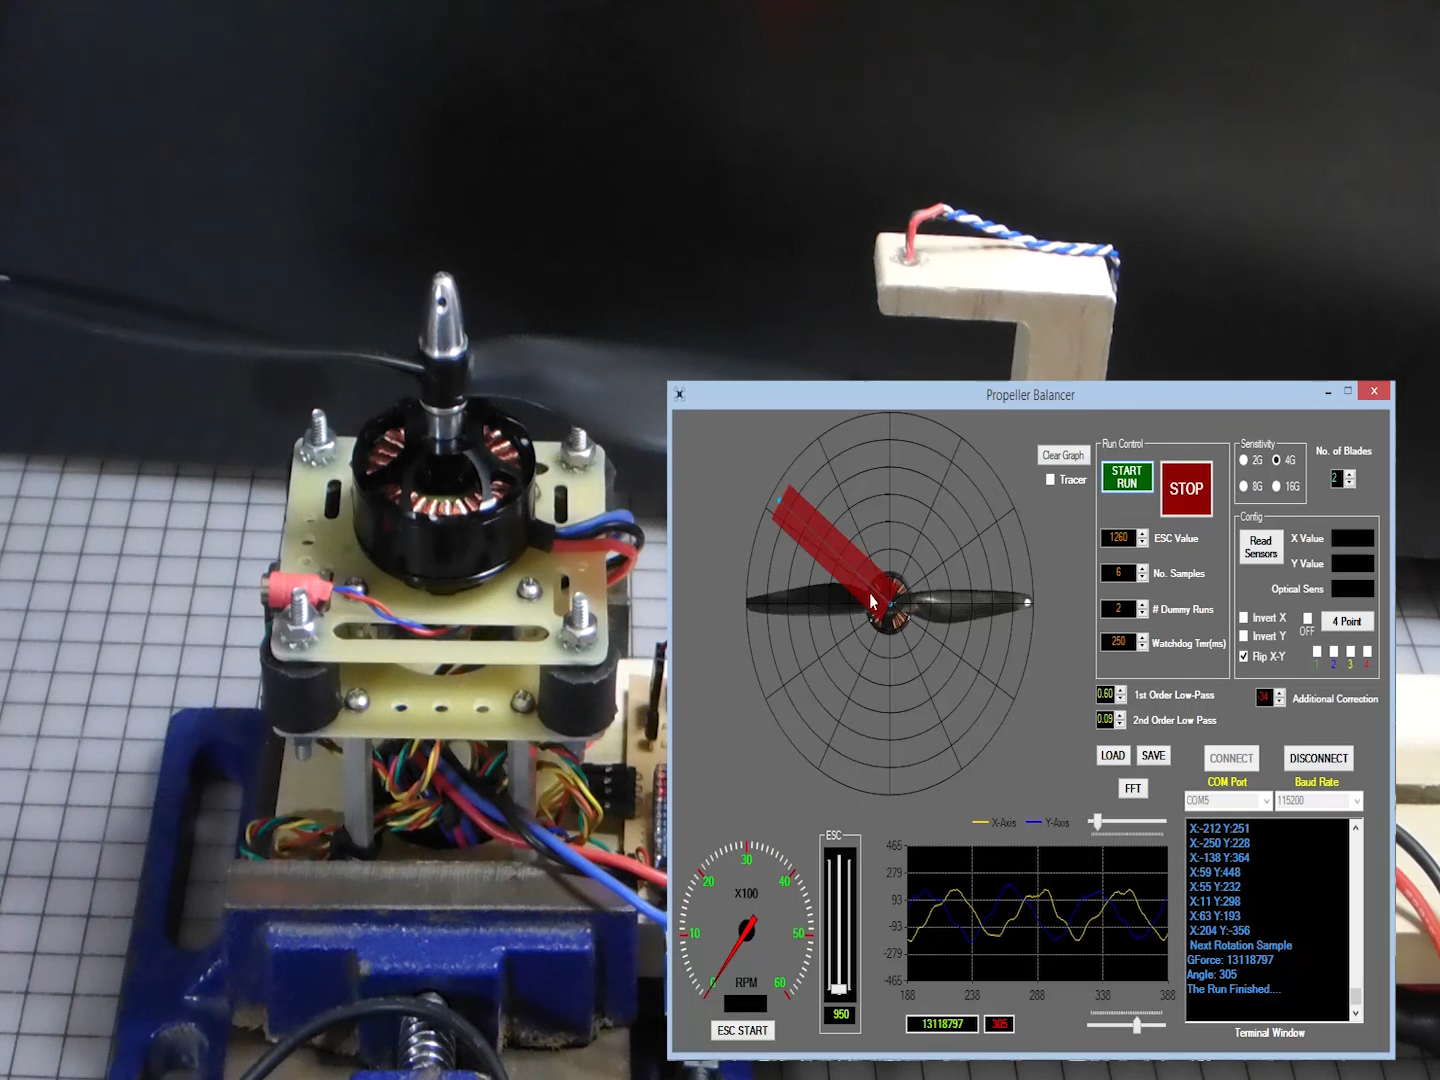 Propeller Balancer
Clear Graph
Tracer
Run Control
START RUN
STOP
1260 ESC Value
6 No. Samples
2 # Dummy Runs
250 Watchdog Tmr(ms)
Sensitivity
2G 4G
8G 16G
No. of Blades
2
Config
Read Sensors
X Value
Y Value
Optical Sens
Invert X
Invert Y
Flip X-Y
OFF
4 Point
1 2 3 4
0.60 1st Order Low-Pass
0.09 2nd Order Low Pass
34 Additional Correction
LOAD SAVE
CONNECT DISCONNECT
FFT
COM Port Baud Rate
COM5 115200
X-Axis Y-Axis
465
279
93
-93
-279
-465
188 238 288 338 388
13118797 305
ESC
950
0 10 20 30 40 50 60
X100
RPM
ESC START
X:-212 Y:251
X:-250 Y:228
X:-138 Y:364
X:59 Y:448
X:55 Y:232
X:11 Y:298
X:63 Y:193
X:204 Y:-356
Next Rotation Sample
GForce: 13118797
Angle: 305
The Run Finished....
Terminal Window